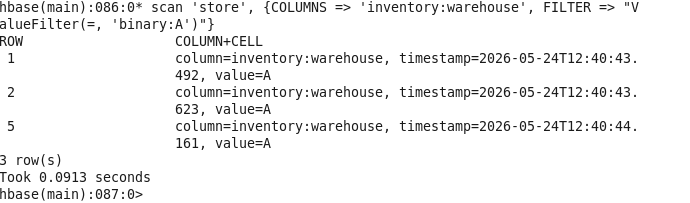 hbase(main):086:0* scan 'store', {COLUMNS => 'inventory:warehouse', FILTER => "V
alueFilter(=, 'binary:A')"}
ROW                   COLUMN+CELL
 1                    column=inventory:warehouse, timestamp=2026-05-24T12:40:43.
                      492, value=A
 2                    column=inventory:warehouse, timestamp=2026-05-24T12:40:43.
                      623, value=A
 5                    column=inventory:warehouse, timestamp=2026-05-24T12:40:44.
                      161, value=A
3 row(s)
Took 0.0913 seconds
hbase(main):087:0>